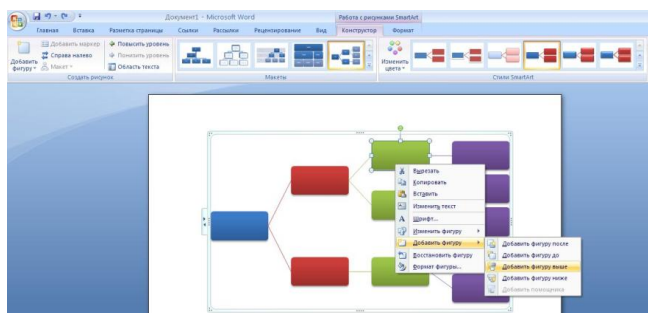 Документ1 - Microsoft Word
Работа с рисунками SmartArt
Главная Вставка Разметка страницы Ссылки Рассылки Рецензирование Вид Конструктор Формат
Добавить фигуру
Добавить маркер
Справа налево
Макет
Повысить уровень
Понизить уровень
Область текста
Изменить цвета
Создать рисунок Макеты Стили SmartArt
Вырезать
Копировать
Вставить
Изменить текст
Шрифт...
Изменить фигуру
Добавить фигуру
Восстановить фигуру
Формат фигуры...
Добавить фигуру после
Добавить фигуру до
Добавить фигуру выше
Добавить фигуру ниже
Добавить помощника